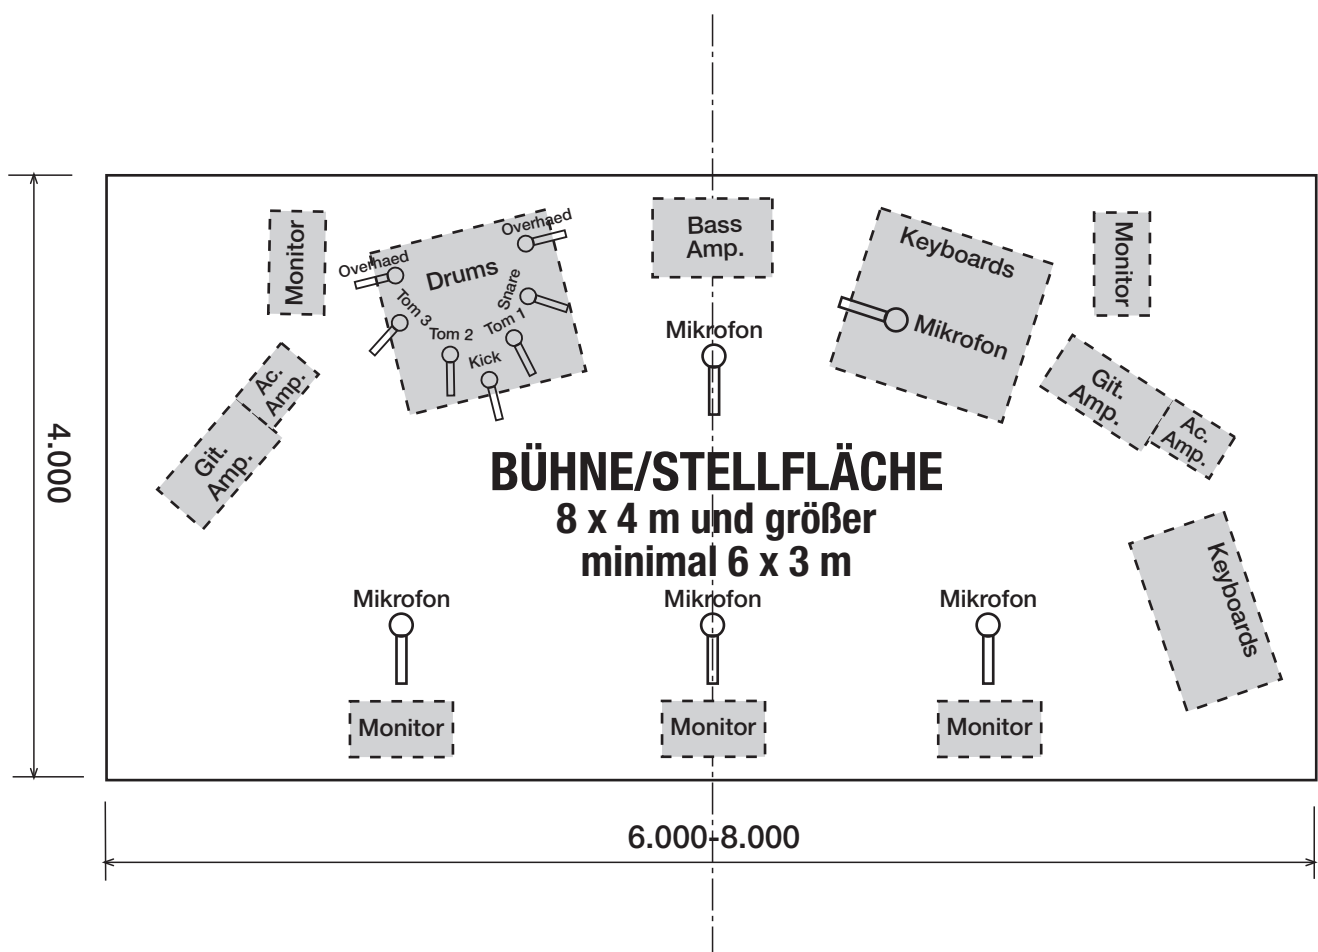 Monitor
Overhaed
Overhaed
Drums
Snare
Tom 3
Tom 2
Tom 1
Kick
Bass
Amp.
Mikrofon
Keyboards
Mikrofon
Monitor
Ac.
Amp.
Git.
Amp.
Git.
Amp.
Ac.
Amp.
4.000
BÜHNE/STELLFLÄCHE
8 x 4 m und größer
minimal 6 x 3 m
Keyboards
Mikrofon
Mikrofon
Mikrofon
Monitor
Monitor
Monitor
6.000-8.000